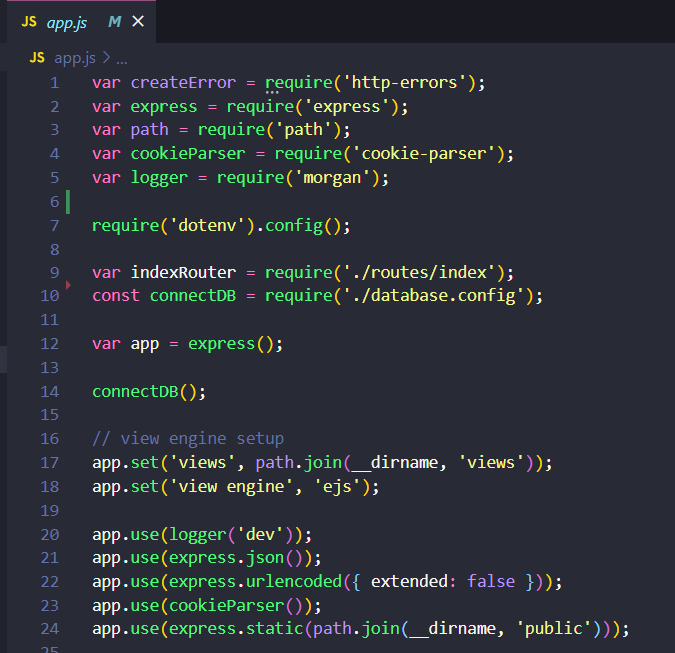 JS app.js M ×
JS app.js > ...
1 var createError = require('http-errors');
2 var express = require('express');
3 var path = require('path');
4 var cookieParser = require('cookie-parser');
5 var logger = require('morgan');
6
7 require('dotenv').config();
8
9 var indexRouter = require('./routes/index');
10 const connectDB = require('./database.config');
11
12 var app = express();
13
14 connectDB();
15
16 // view engine setup
17 app.set('views', path.join(__dirname, 'views'));
18 app.set('view engine', 'ejs');
19
20 app.use(logger('dev'));
21 app.use(express.json());
22 app.use(express.urlencoded({ extended: false }));
23 app.use(cookieParser());
24 app.use(express.static(path.join(__dirname, 'public')));
25